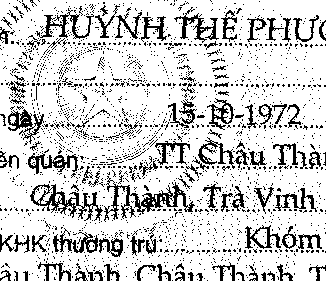 HUỲNH THẾ PHƯƠ
ngày 15-10-1972
ên quán: TT Châu Thàn
Châu Thành, Trà Vinh
KHK thường trú: Khóm
âu Thành, Châu Thành, T